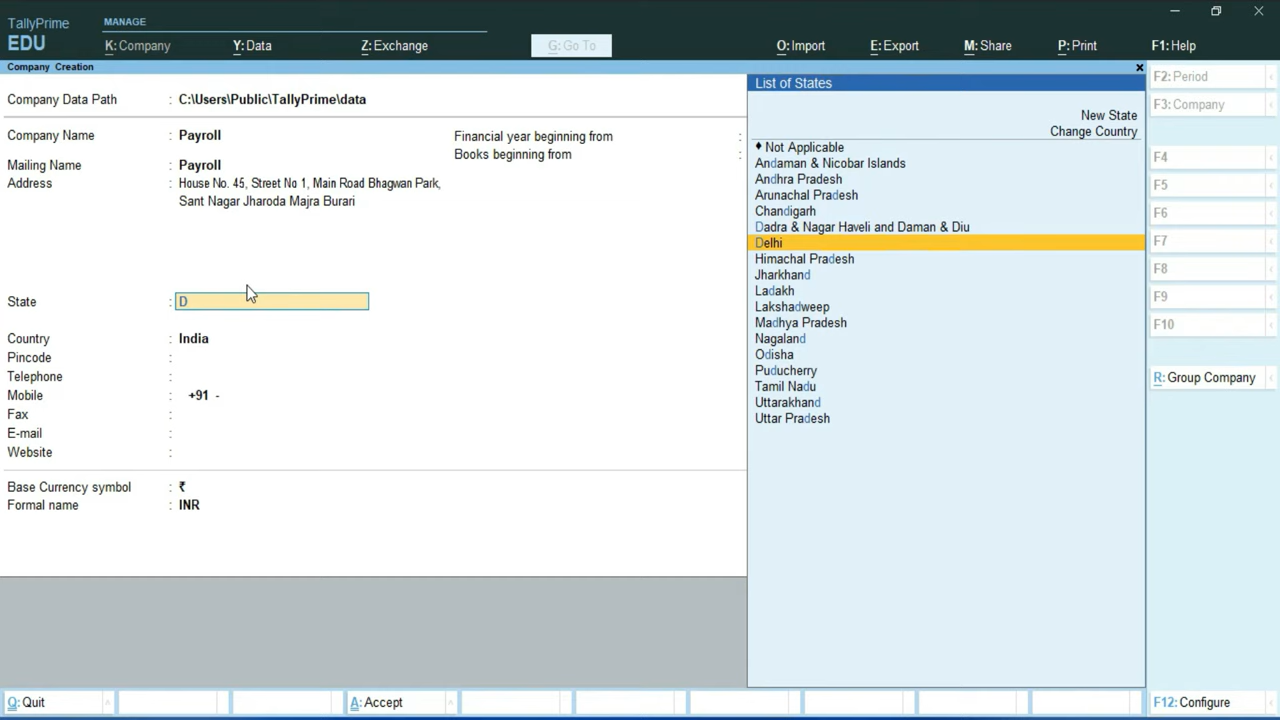 TallyPrime
EDU
MANAGE
K: Company
Y: Data
Z: Exchange
G: Go To
O: Import
E: Export
M: Share
P: Print
F1: Help
Company Creation
Company Data Path : C:\Users\Public\TallyPrime\data
Company Name : Payroll
Mailing Name : Payroll
Address : House No. 45, Street No 1, Main Road Bhagwan Park,
Sant Nagar Jharoda Majra Burari
State : D
Country : India
Pincode :
Telephone :
Mobile : +91 -
Fax :
E-mail :
Website :
Base Currency symbol : ₹
Formal name : INR
Financial year beginning from :
Books beginning from :
List of States
New State
Change Country
♦ Not Applicable
Andaman & Nicobar Islands
Andhra Pradesh
Arunachal Pradesh
Chandigarh
Dadra & Nagar Haveli and Daman & Diu
Delhi
Himachal Pradesh
Jharkhand
Ladakh
Lakshadweep
Madhya Pradesh
Nagaland
Odisha
Puducherry
Tamil Nadu
Uttarakhand
Uttar Pradesh
F2: Period
F3: Company
F4
F5
F6
F7
F8
F9
F10
R: Group Company
Q: Quit
A: Accept
F12: Configure